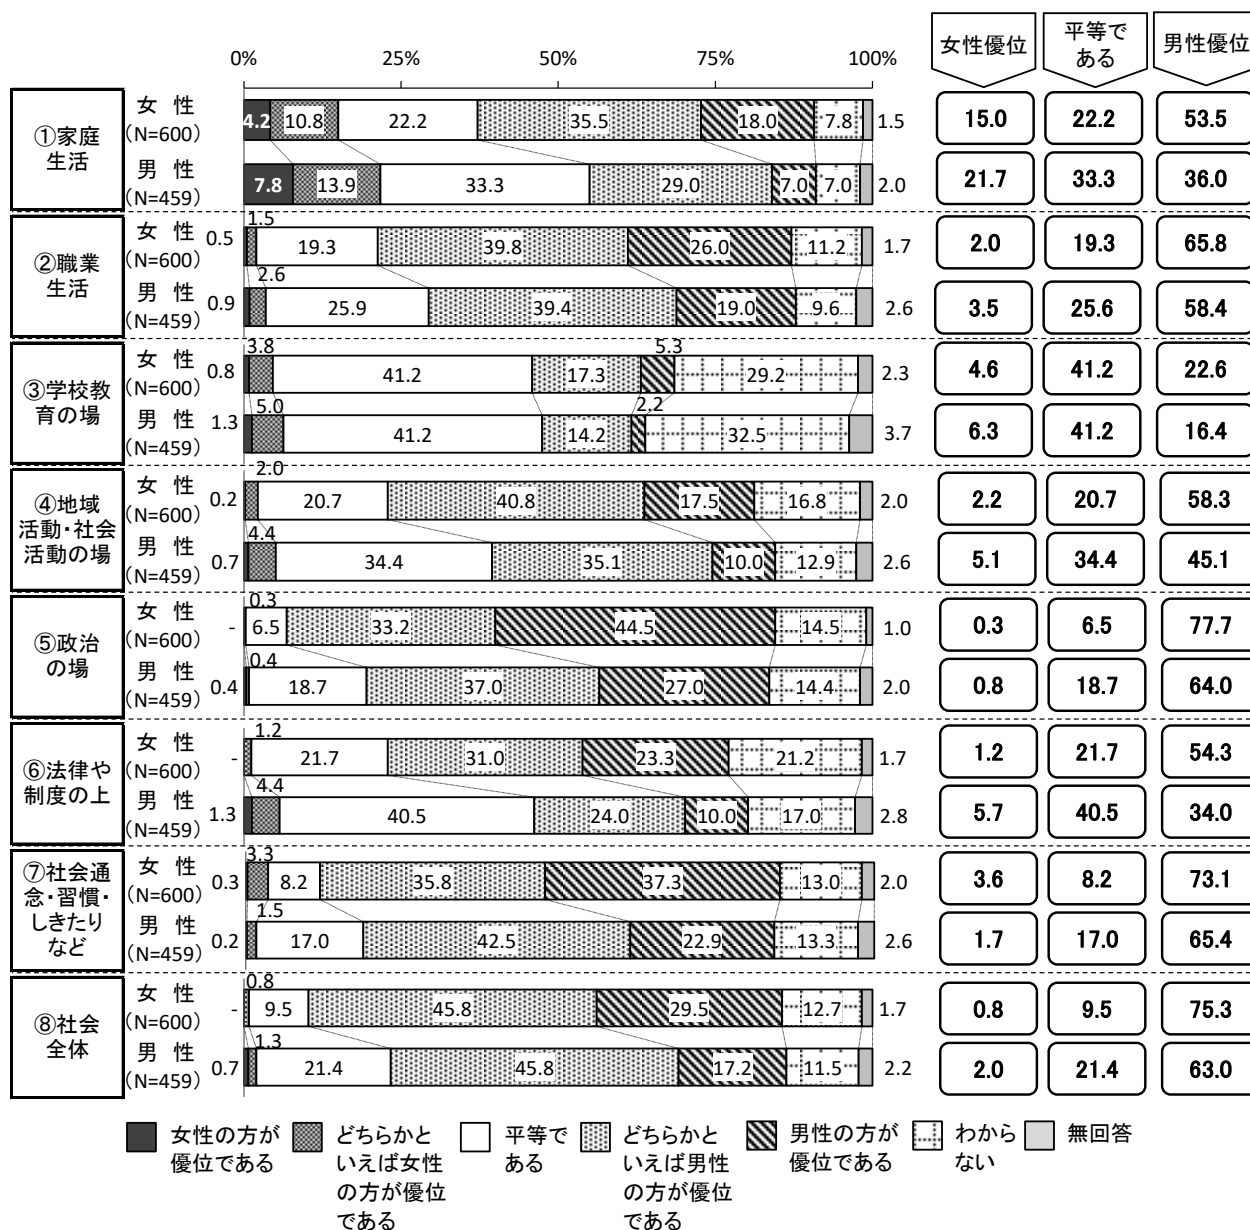 0% 25% 50% 75% 100%
女性優位 平等で
ある 男性優位
①家庭
生活
女 性
(N=600)
4.2 10.8 22.2 35.5 18.0 7.8 1.5 15.0 22.2 53.5
男 性
(N=459)
7.8 13.9 33.3 29.0 7.0 7.0 2.0 21.7 33.3 36.0
②職業
生活
女 性
(N=600)
0.5 1.5 19.3 39.8 26.0 11.2 1.7 2.0 19.3 65.8
男 性
(N=459)
0.9 2.6 25.9 39.4 19.0 9.6 2.6 3.5 25.6 58.4
③学校教
育の場
女 性
(N=600)
0.8 3.8 41.2 17.3 5.3 29.2 2.3 4.6 41.2 22.6
男 性
(N=459)
1.3 5.0 41.2 14.2 2.2 32.5 3.7 6.3 41.2 16.4
④地域
活動・社会
活動の場
女 性
(N=600)
0.2 2.0 20.7 40.8 17.5 16.8 2.0 2.2 20.7 58.3
男 性
(N=459)
0.7 4.4 34.4 35.1 10.0 12.9 2.6 5.1 34.4 45.1
⑤政治
の場
女 性
(N=600)
- 0.3 6.5 33.2 44.5 14.5 1.0 0.3 6.5 77.7
男 性
(N=459)
0.4 0.4 18.7 37.0 27.0 14.4 2.0 0.8 18.7 64.0
⑥法律や
制度の上
女 性
(N=600)
- 1.2 21.7 31.0 23.3 21.2 1.7 1.2 21.7 54.3
男 性
(N=459)
1.3 4.4 40.5 24.0 10.0 17.0 2.8 5.7 40.5 34.0
⑦社会通
念・習慣・
しきたり
など
女 性
(N=600)
0.3 3.3 8.2 35.8 37.3 13.0 2.0 3.6 8.2 73.1
男 性
(N=459)
0.2 1.5 17.0 42.5 22.9 13.3 2.6 1.7 17.0 65.4
⑧社会
全体
女 性
(N=600)
- 0.8 9.5 45.8 29.5 12.7 1.7 0.8 9.5 75.3
男 性
(N=459)
0.7 1.3 21.4 45.8 17.2 11.5 2.2 2.0 21.4 63.0
女性の方が
優位である
どちらかと
いえば女性
の方が優位
である
平等で
ある
どちらかと
いえば男性
の方が優位
である
男性の方が
優位である
わから
ない
無回答